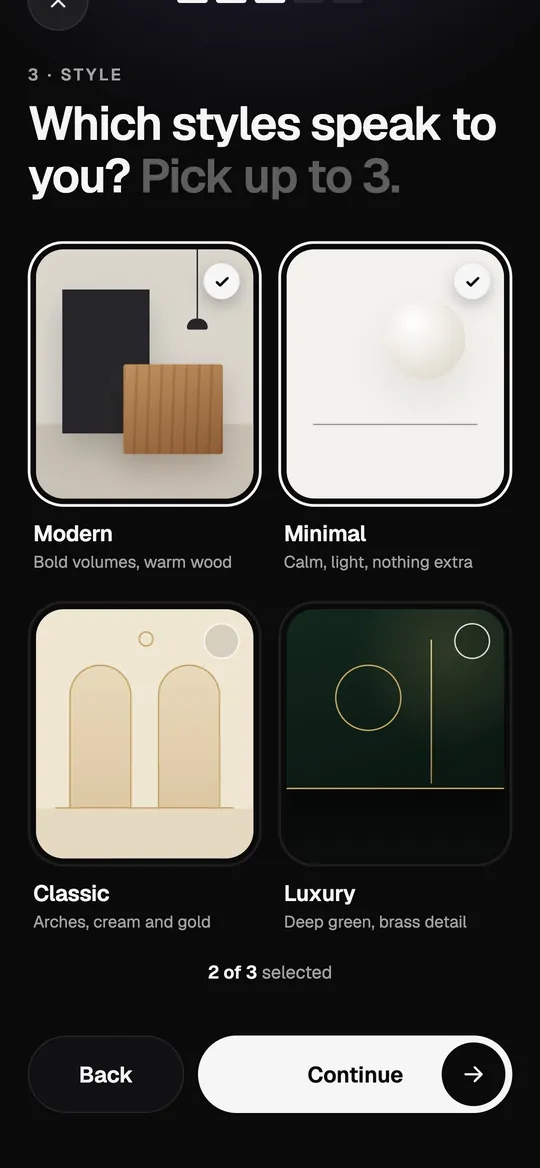 3 · STYLE
Which styles speak to
you? Pick up to 3.
Modern
Bold volumes, warm wood
Minimal
Calm, light, nothing extra
Classic
Arches, cream and gold
Luxury
Deep green, brass detail
2 of 3 selected
Back
Continue